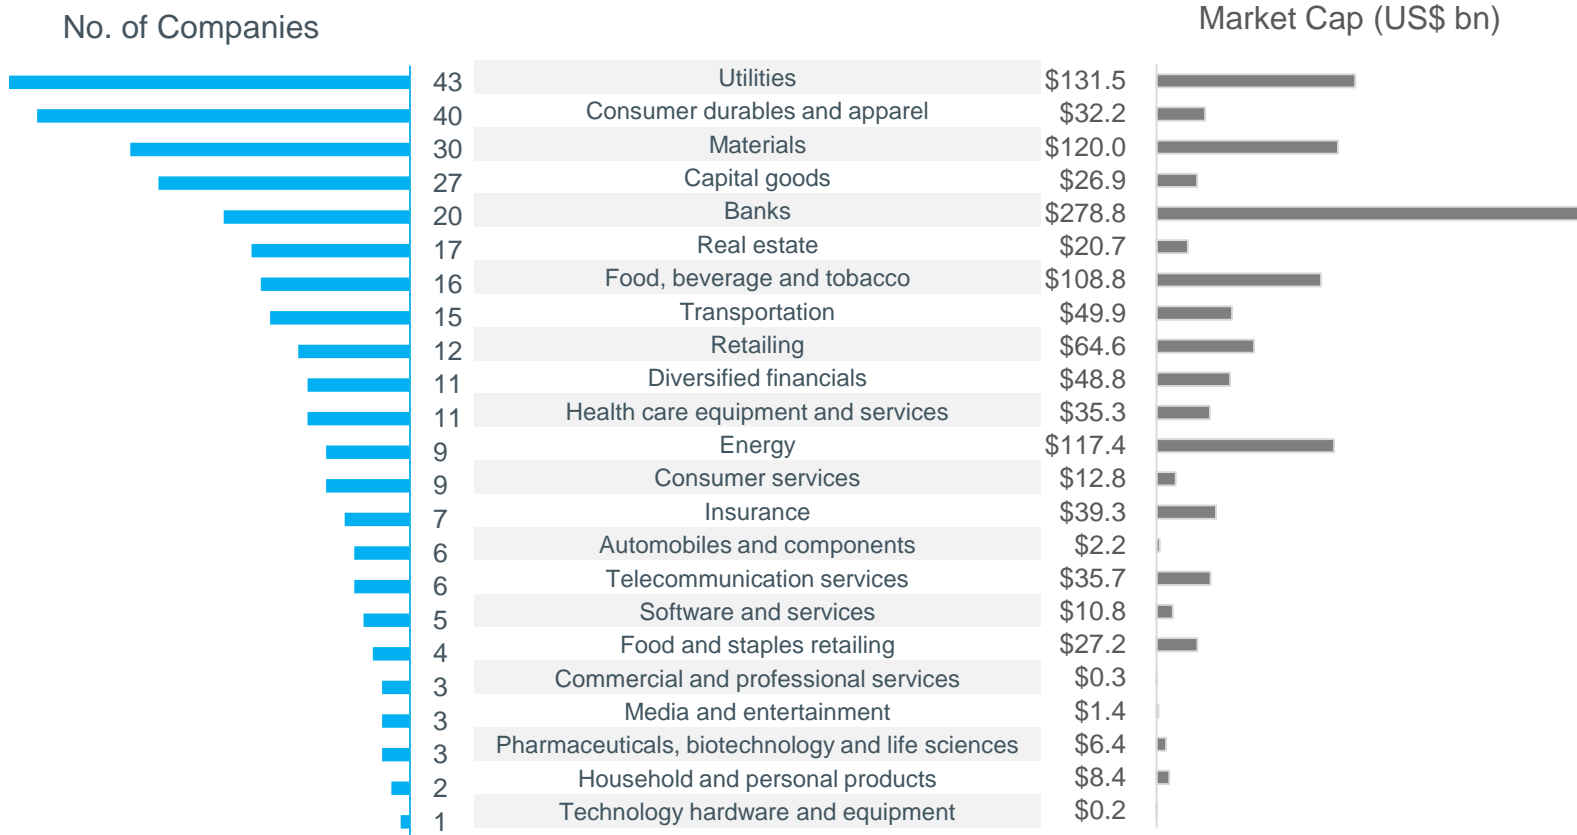 No. of Companies
Market Cap (US$ bn)
43 Utilities $131.5
40 Consumer durables and apparel $32.2
30 Materials $120.0
27 Capital goods $26.9
20 Banks $278.8
17 Real estate $20.7
16 Food, beverage and tobacco $108.8
15 Transportation $49.9
12 Retailing $64.6
11 Diversified financials $48.8
11 Health care equipment and services $35.3
9 Energy $117.4
9 Consumer services $12.8
7 Insurance $39.3
6 Automobiles and components $2.2
6 Telecommunication services $35.7
5 Software and services $10.8
4 Food and staples retailing $27.2
3 Commercial and professional services $0.3
3 Media and entertainment $1.4
3 Pharmaceuticals, biotechnology and life sciences $6.4
2 Household and personal products $8.4
1 Technology hardware and equipment $0.2